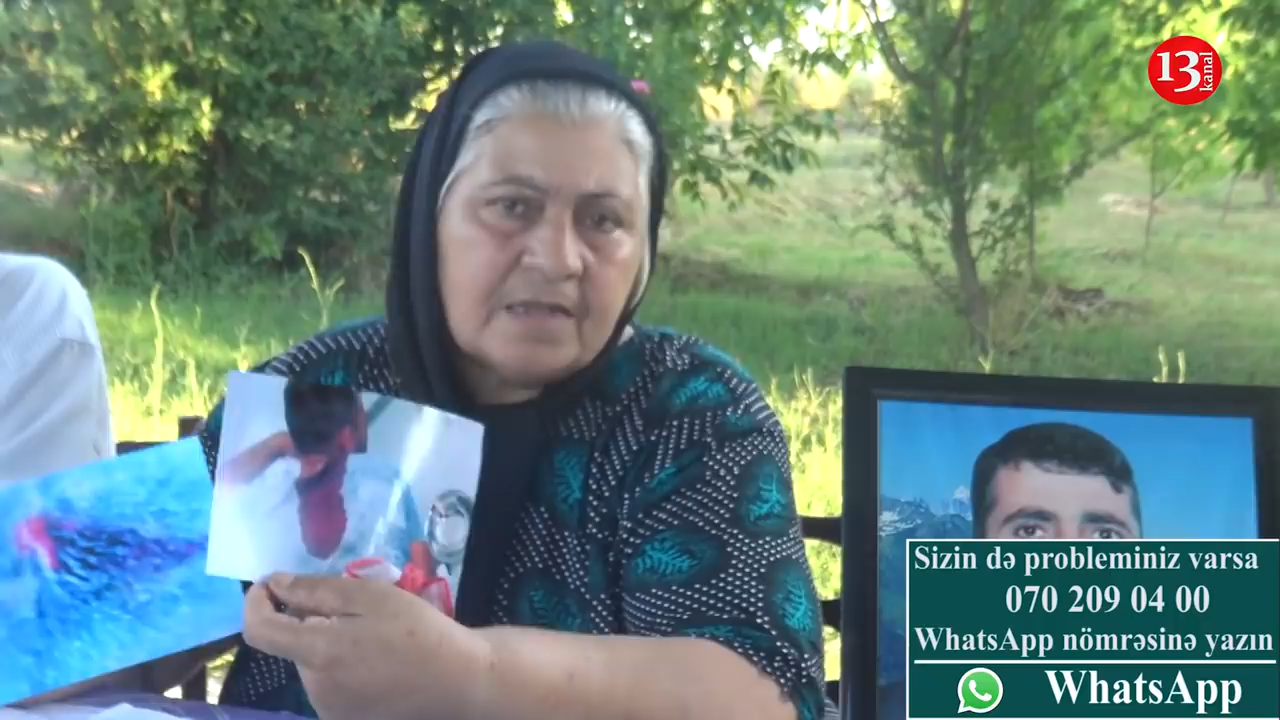 13 kanal
Sizin də probleminiz varsa
070 209 04 00
WhatsApp nömrəsinə yazın
WhatsApp